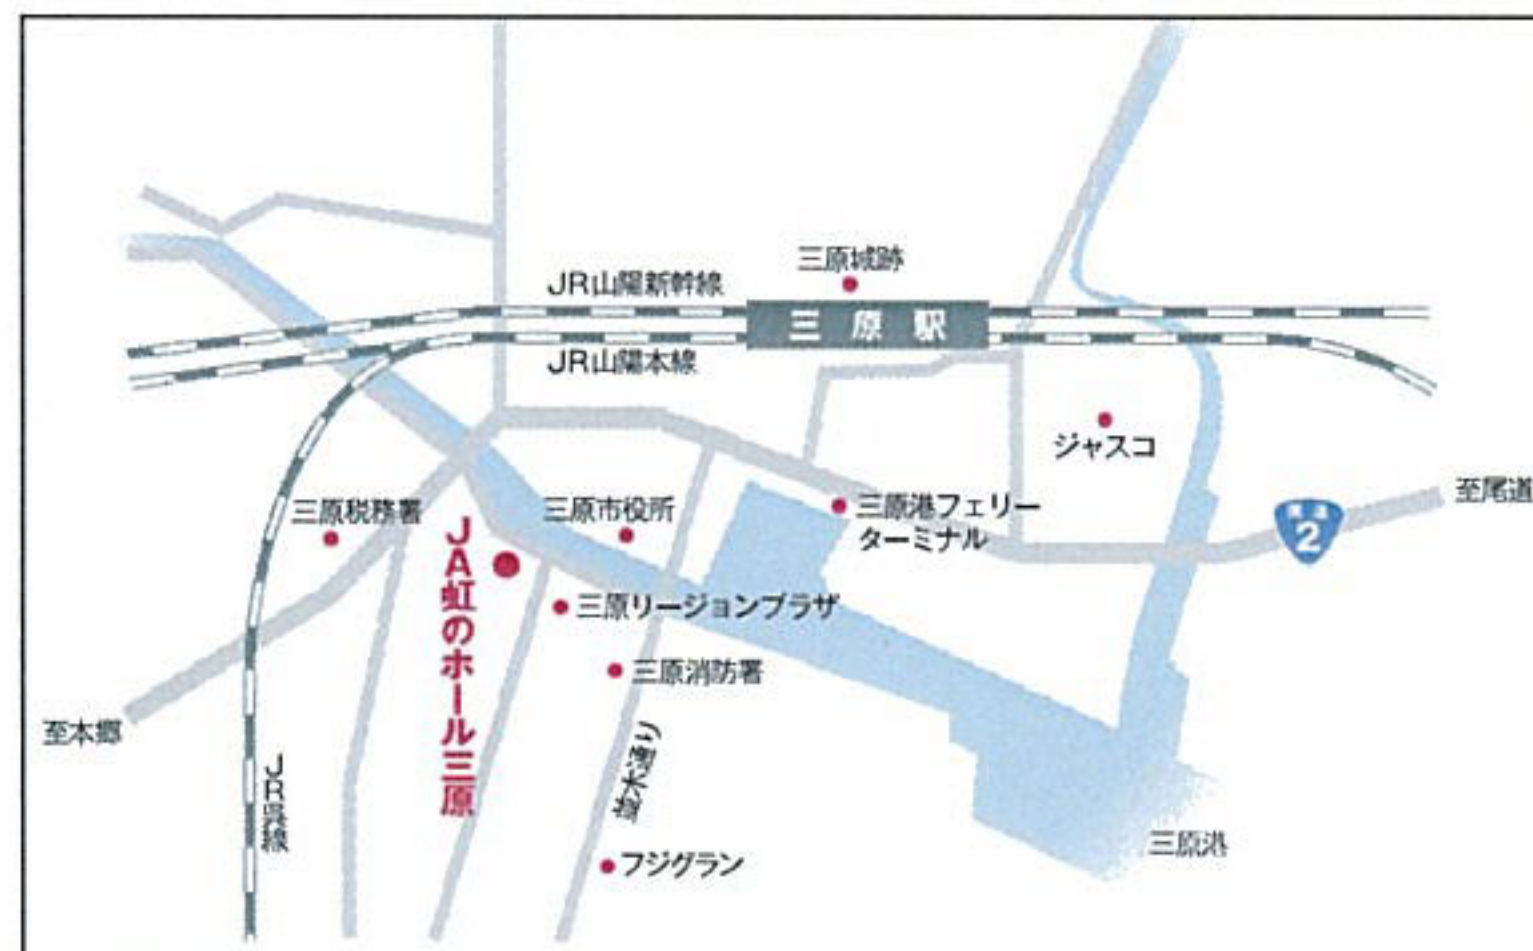 三原城跡
JR山陽新幹線
三原駅
JR山陽本線
ジャスコ
至尾道
国道
2
三原税務署
三原市役所
三原港フェリー
ターミナル
JA虹のホール三原
三原リージョンプラザ
三原消防署
至本郷
JR呉線
並木通り
フジグラン
三原港